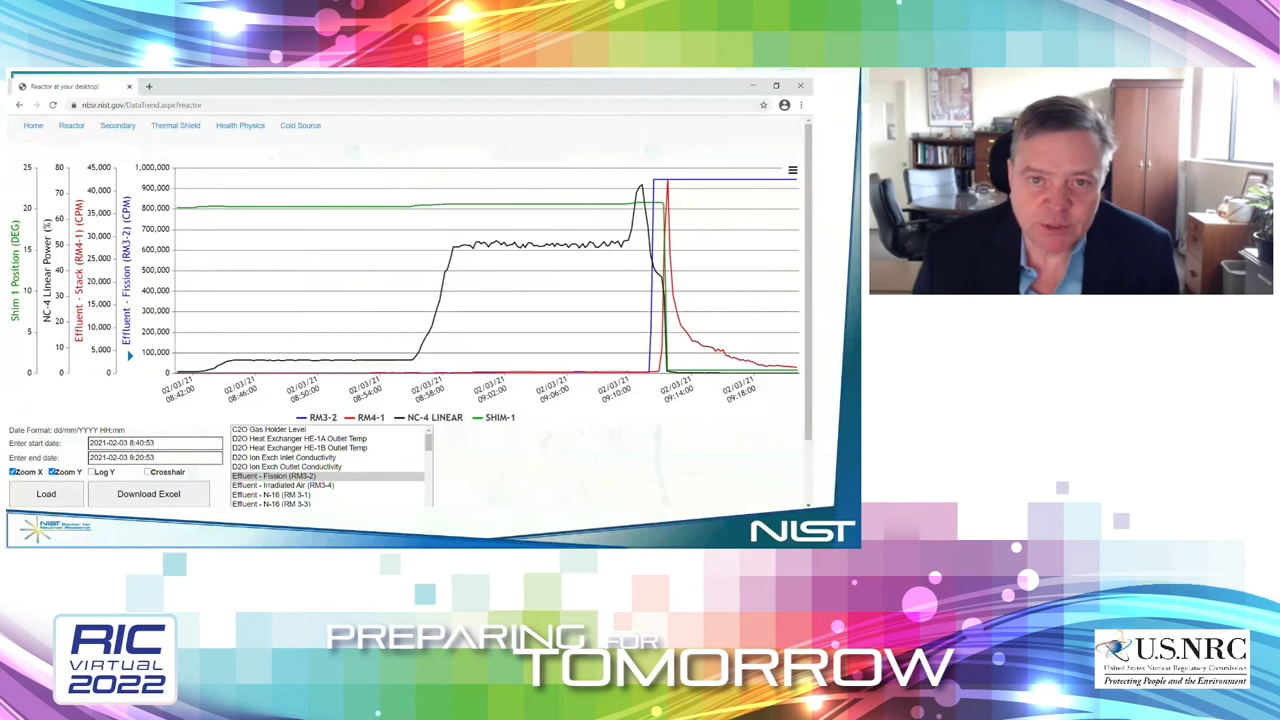 Reactor at your desktop!
nbsr.nist.gov/DataTrend.aspx?reactor
Home Reactor Secondary Thermal Shield Health Physics Cold Source
25 80 45,000 1,000,000
70 40,000 900,000
20 35,000 800,000
60 700,000
30,000 600,000
15 50 25,000 500,000
40 20,000 400,000
10 30 15,000 300,000
20 10,000 200,000
5 10 5,000 100,000
0 0 0 0
Shim 1 Position (DEG)
NC-4 Linear Power (%)
Effluent - Stack (RM4-1) (CPM)
Effluent - Fission (RM3-2) (CPM)
02/03/21 08:42:00
02/03/21 08:46:00
02/03/21 08:50:00
02/03/21 08:54:00
02/03/21 08:58:00
02/03/21 09:02:00
02/03/21 09:06:00
02/03/21 09:10:00
02/03/21 09:14:00
02/03/21 09:18:00
RM3-2 RM4-1 NC-4 LINEAR SHIM-1
Date Format: dd/mm/YYYY HH:mm
Enter start date: 2021-02-03 8:40:53
Enter end date: 2021-02-03 9:20:53
Zoom X Zoom Y Log Y Crosshair
Load Download Excel
C2O Gas Holder Level
D2O Heat Exchanger HE-1A Outlet Temp
D2O Heat Exchanger HE-1B Outlet Temp
D2O Ion Exch Inlet Conductivity
D2O Ion Exch Outlet Conductivity
Effluent - Fission (RM3-2)
Effluent - Irradiated Air (RM3-4)
Effluent - N-16 (RM 3-1)
Effluent - N-16 (RM 3-3)
NIST Center for
Neutron Research
NIST
RIC
VIRTUAL
2022
PREPARING FOR
TOMORROW
U.S.NRC
United States Nuclear Regulatory Commission
Protecting People and the Environment